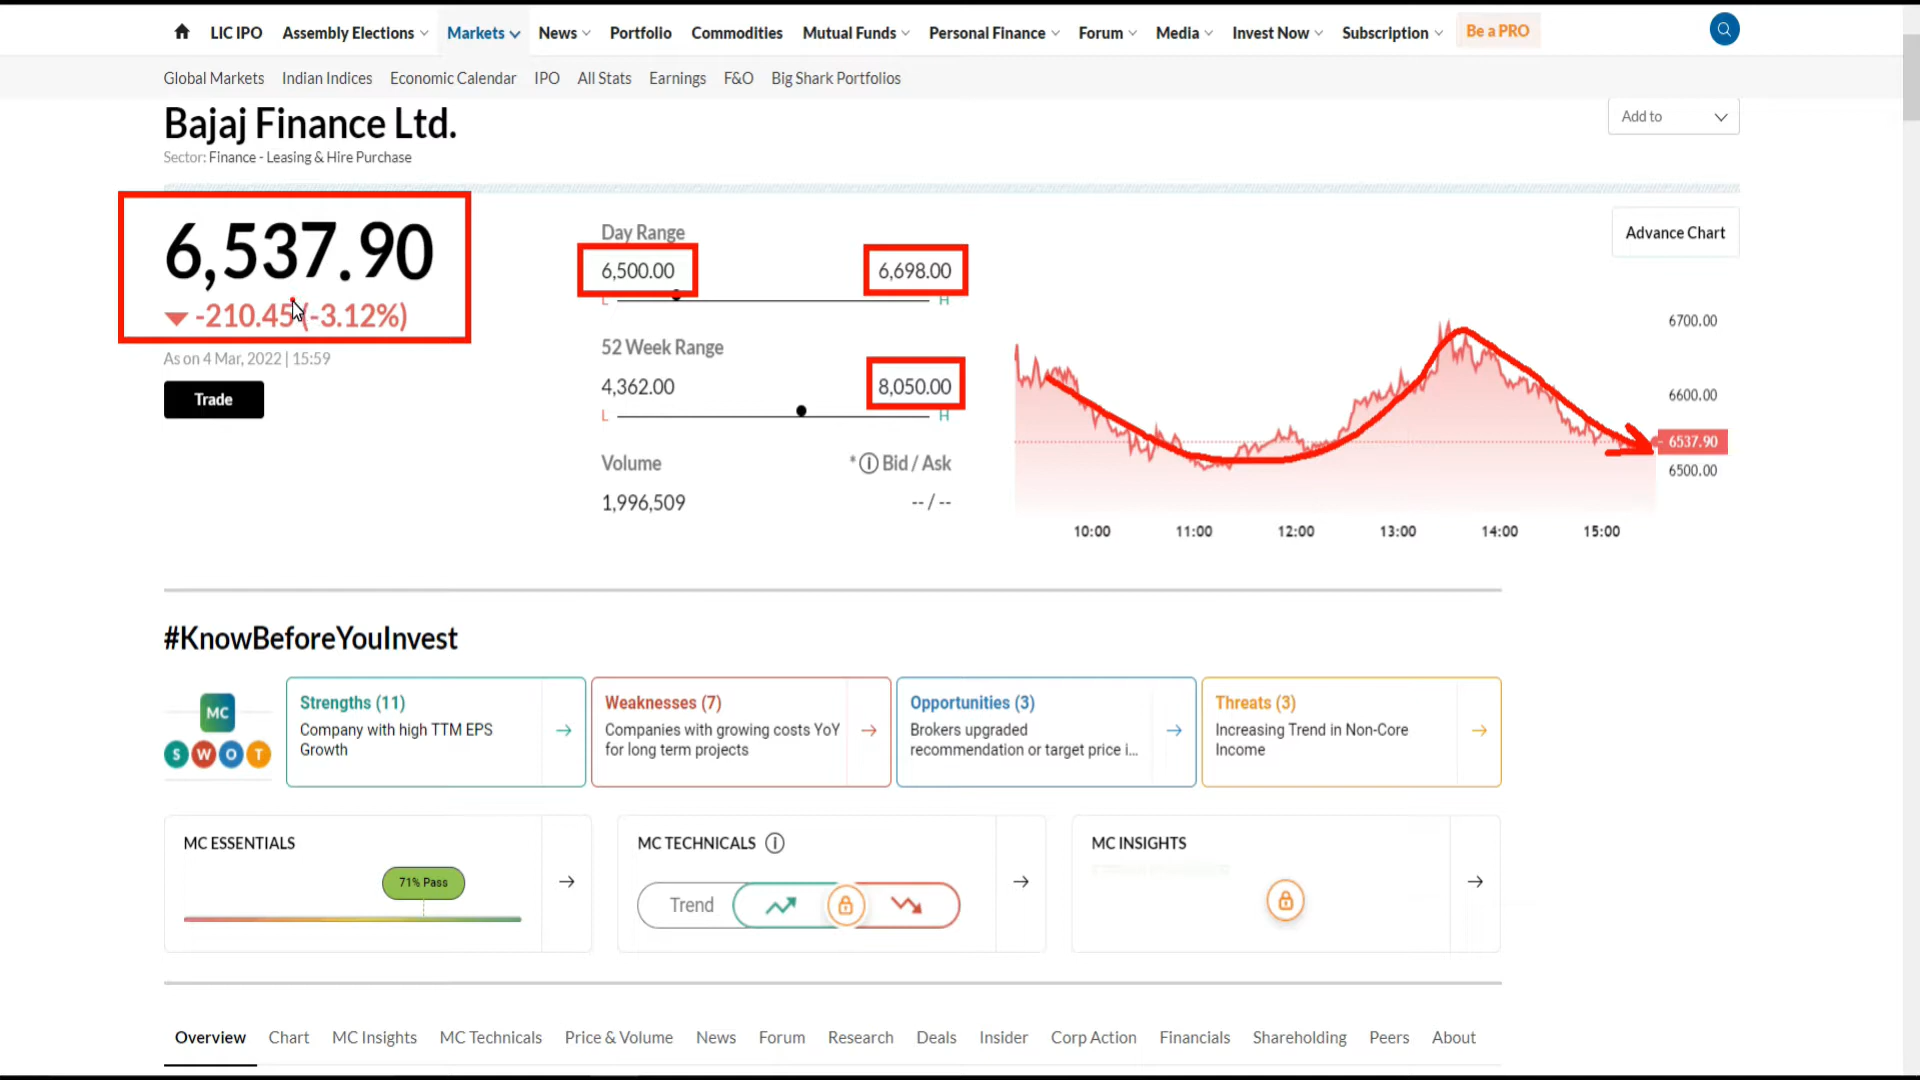 LIC IPO Assembly Elections Markets News Portfolio Commodities Mutual Funds Personal Finance Forum Media Invest Now Subscription Be a PRO
Global Markets Indian Indices Economic Calendar IPO All Stats Earnings F&O Big Shark Portfolios
Bajaj Finance Ltd.
Add to
Sector: Finance - Leasing & Hire Purchase
6,537.90
-210.45 (-3.12%)
As on 4 Mar, 2022 | 15:59
Trade
Day Range
6,500.00 6,698.00
L H
52 Week Range
4,362.00 8,050.00
L H
Volume * Bid / Ask
1,996,509 -- / --
Advance Chart
6700.00
6600.00
6537.90
6500.00
10:00 11:00 12:00 13:00 14:00 15:00
#KnowBeforeYouInvest
MC
S W O T
Strengths (11)
Company with high TTM EPS
Growth
Weaknesses (7)
Companies with growing costs YoY
for long term projects
Opportunities (3)
Brokers upgraded
recommendation or target price i...
Threats (3)
Increasing Trend in Non-Core
Income
MC ESSENTIALS
71% Pass
MC TECHNICALS
Trend
MC INSIGHTS
Overview Chart MC Insights MC Technicals Price & Volume News Forum Research Deals Insider Corp Action Financials Shareholding Peers About